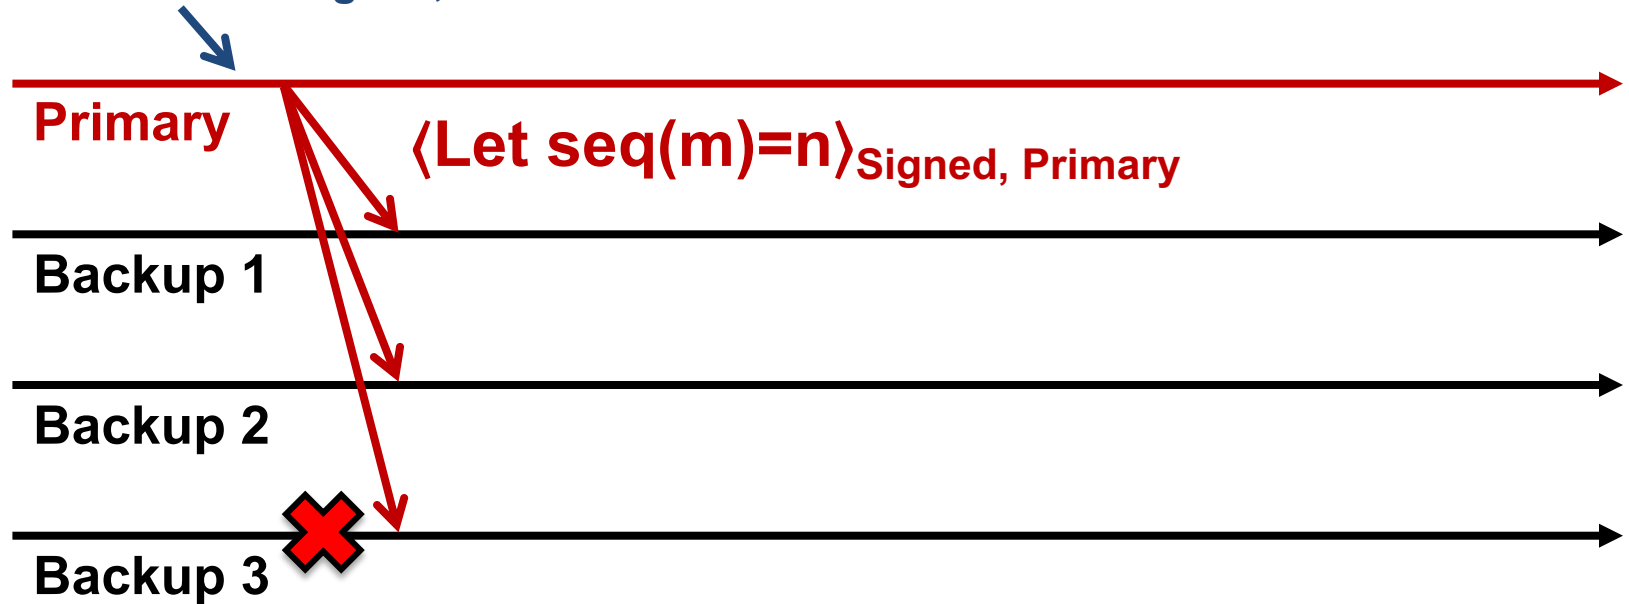 Primary
⟨Let seq(m)=n⟩Signed, Primary
Backup 1
Backup 2
Backup 3